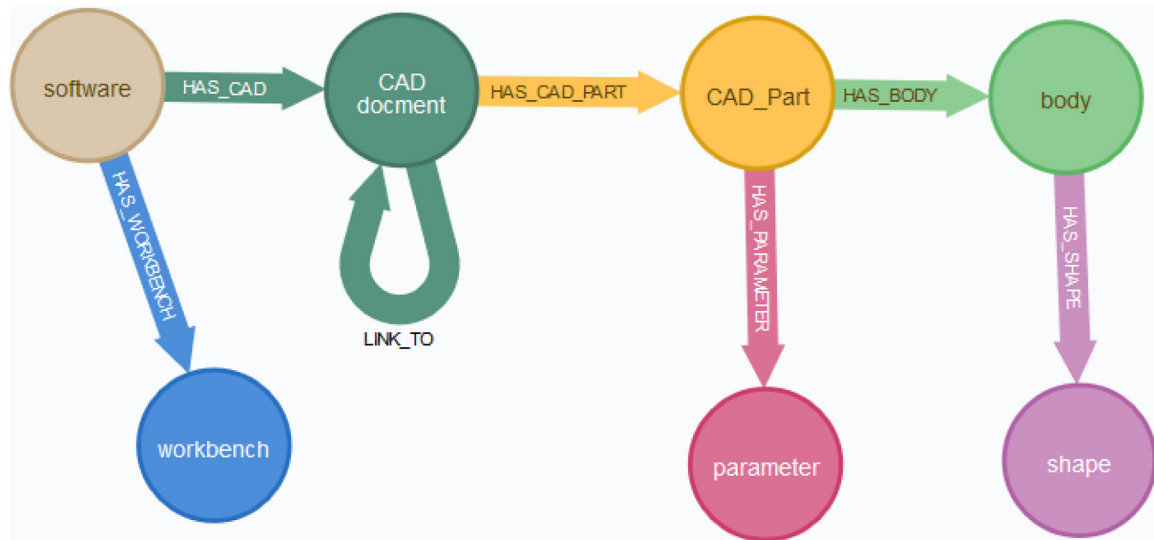 software
HAS_CAD
CAD
docment
HAS_CAD_PART
CAD_Part
HAS_BODY
body
HAS_WORKBENCH
LINK_TO
HAS_PARAMETER
HAS_SHAPE
workbench
parameter
shape